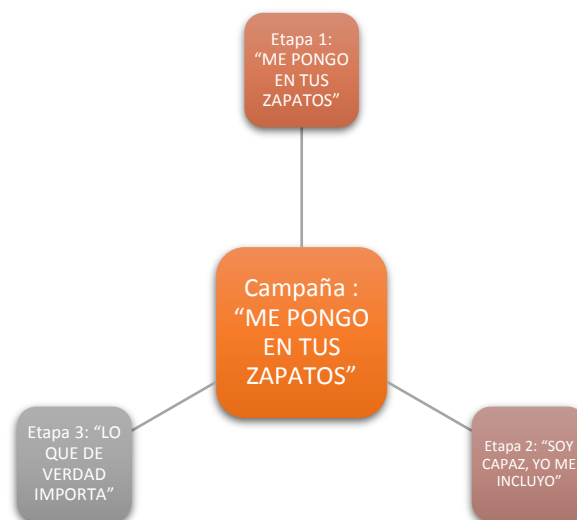 Etapa 1:
“ME PONGO
EN TUS
ZAPATOS”
Campaña :
“ME PONGO
EN TUS
ZAPATOS”
Etapa 3: “LO
QUE DE
VERDAD
IMPORTA”
Etapa 2: “SOY
CAPAZ, YO ME
INCLUYO”